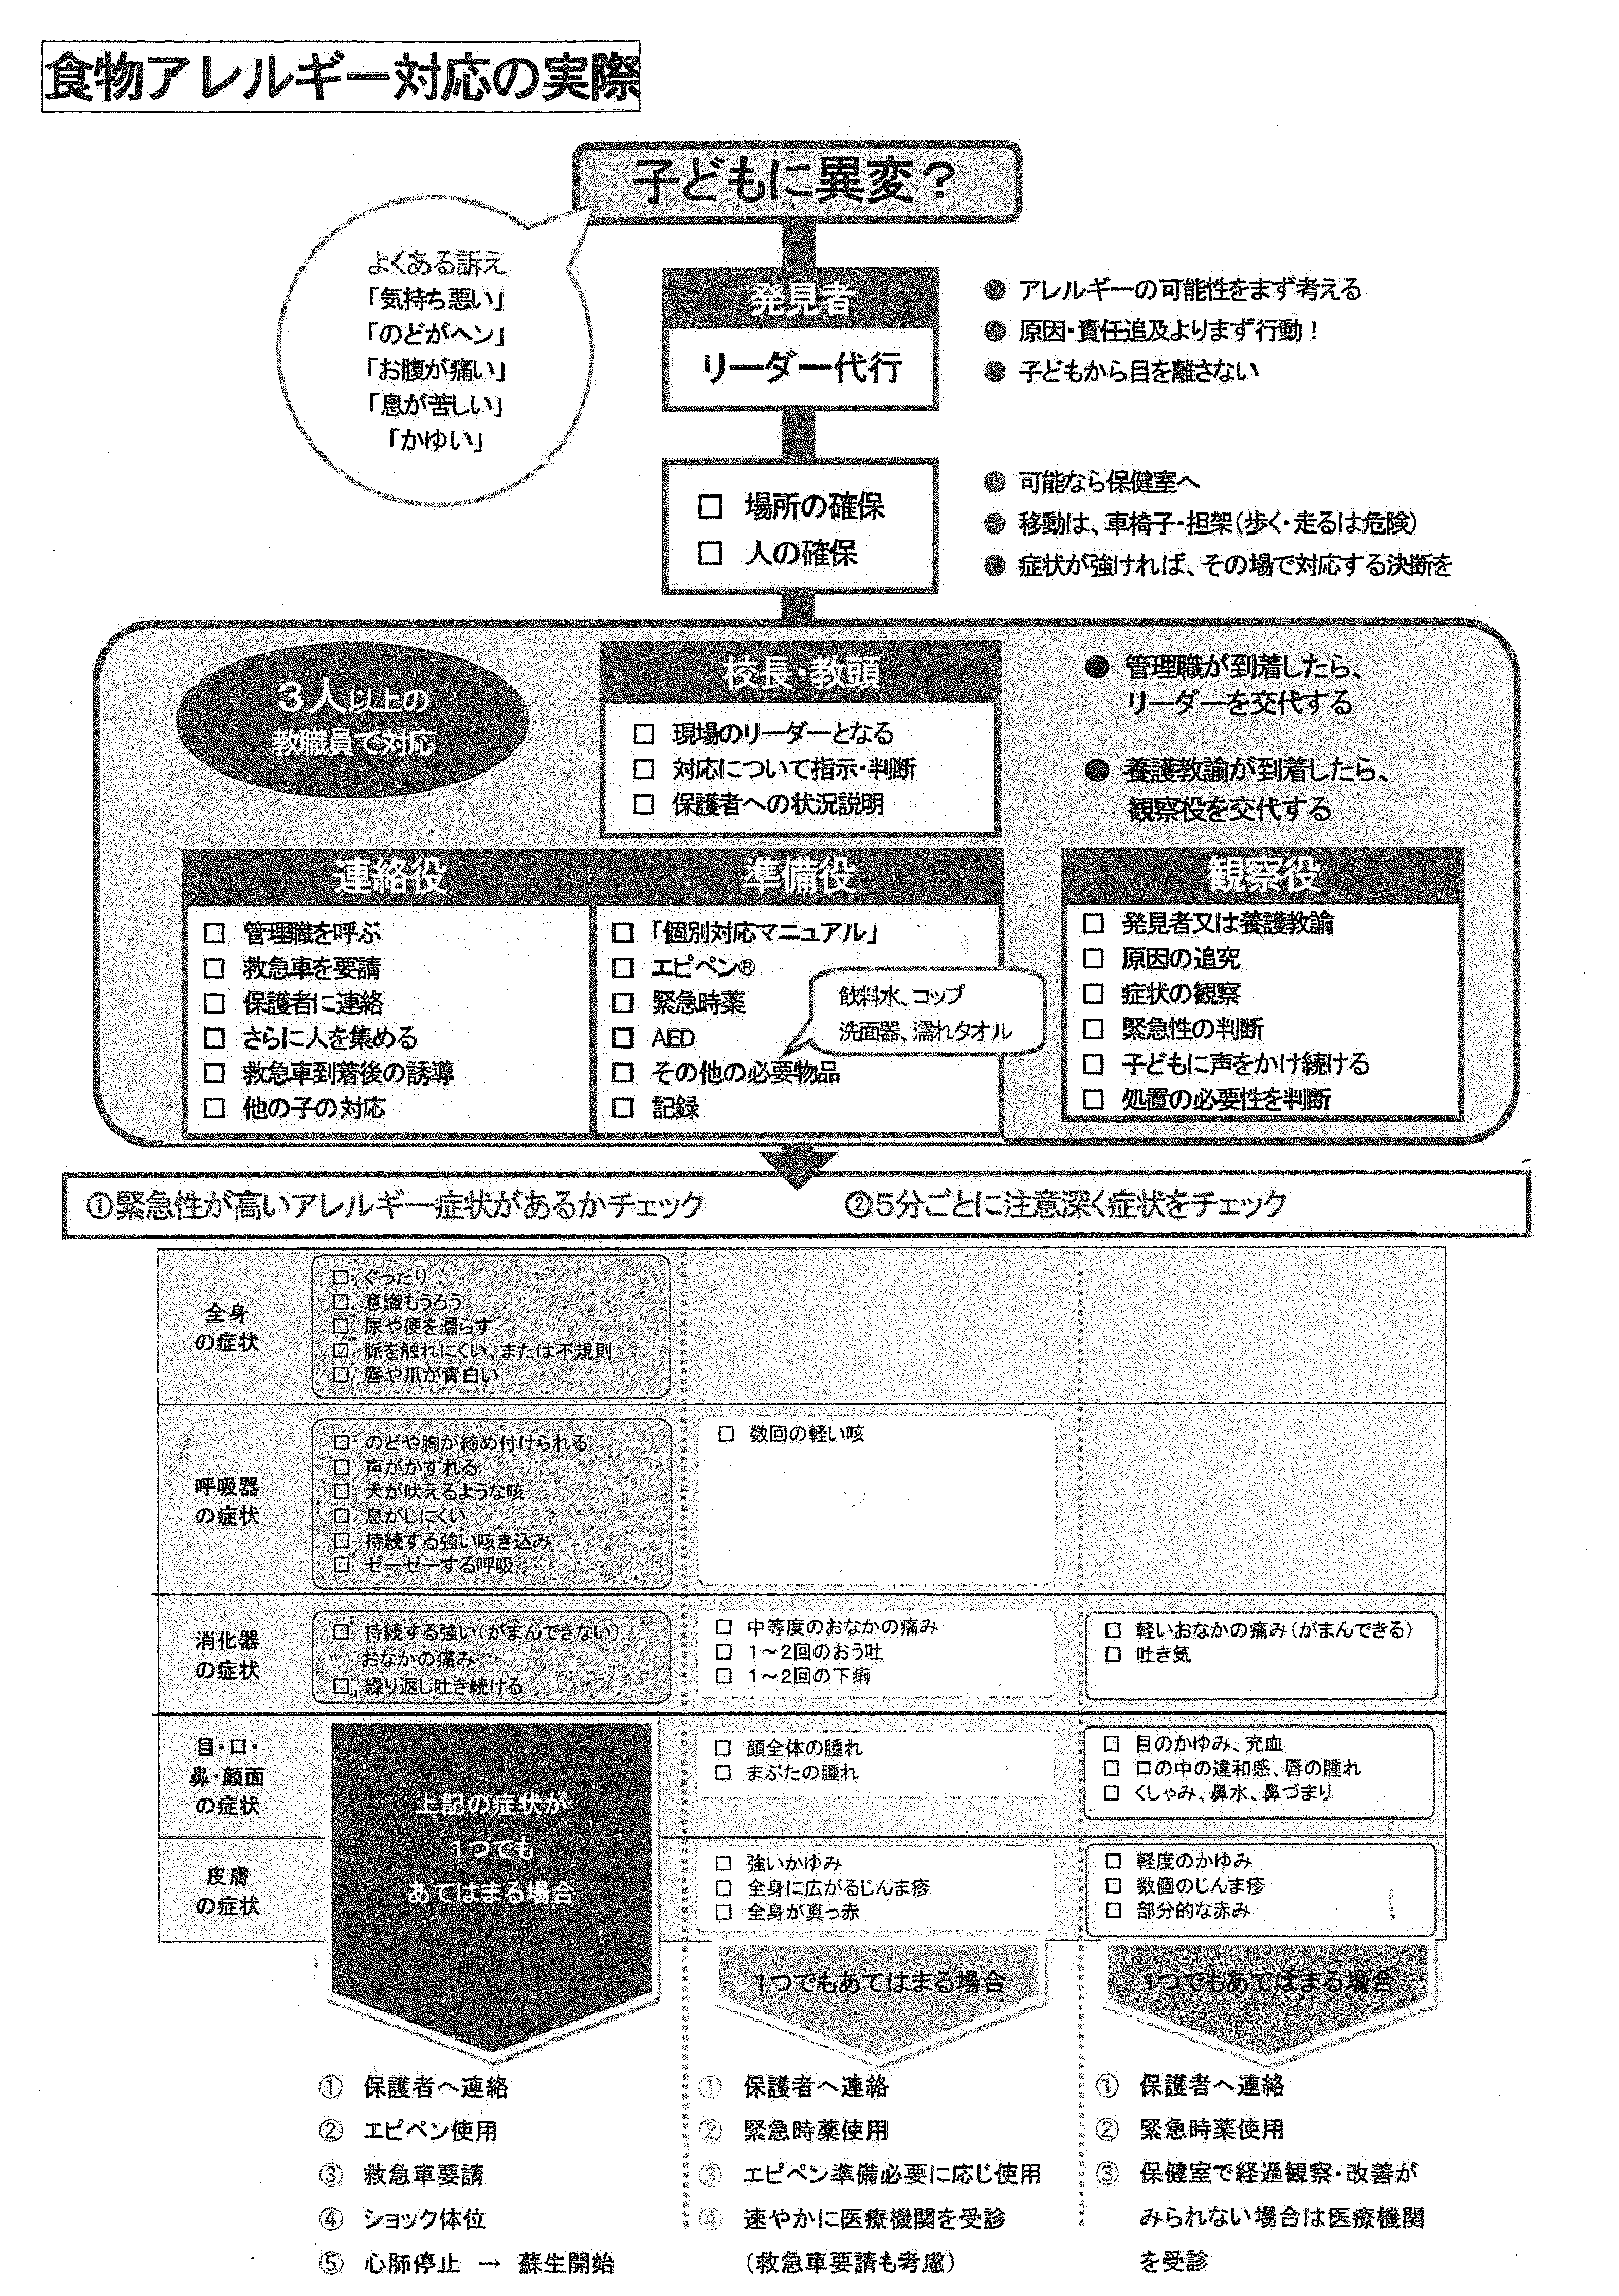 食物アレルギー対応の実際
子どもに異変？
よくある訴え
「気持ち悪い」
「のどがヘン」
「お腹が痛い」
「息が苦しい」
「かゆい」
発見者
リーダー代行
● アレルギーの可能性をまず考える
● 原因・責任追及よりまず行動！
● 子どもから目を離さない
□ 場所の確保
□ 人の確保
● 可能なら保健室へ
● 移動は、車椅子・担架（歩く・走るは危険）
● 症状が強ければ、その場で対応する決断を
３人以上の
教職員で対応
校長・教頭
□ 現場のリーダーとなる
□ 対応について指示・判断
□ 保護者への状況説明
● 管理職が到着したら、
リーダーを交代する
● 養護教諭が到着したら、
観察役を交代する
連絡役
□ 管理職を呼ぶ
□ 救急車を要請
□ 保護者に連絡
□ さらに人を集める
□ 救急車到着後の誘導
□ 他の子の対応
準備役
□ 「個別対応マニュアル」
□ エピペン®
□ 緊急時薬
□ AED
□ その他の必要物品
□ 記録
飲料水、コップ
洗面器、濡れタオル
観察役
□ 発見者又は養護教諭
□ 原因の追究
□ 症状の観察
□ 緊急性の判断
□ 子どもに声をかけ続ける
□ 処置の必要性を判断
①緊急性が高いアレルギー症状があるかチェック ②５分ごとに注意深く症状をチェック
全身
の症状
□ ぐったり
□ 意識もうろう
□ 尿や便を漏らす
□ 脈を触れにくい、または不規則
□ 唇や爪が青白い
呼吸器
の症状
□ のどや胸が締め付けられる
□ 声がかすれる
□ 犬が吠えるような咳
□ 息がしにくい
□ 持続する強い咳き込み
□ ゼーゼーする呼吸
□ 数回の軽い咳
消化器
の症状
□ 持続する強い（がまんできない）
おなかの痛み
□ 繰り返し吐き続ける
□ 中等度のおなかの痛み
□ 1～2回のおう吐
□ 1～2回の下痢
□ 軽いおなかの痛み（がまんできる）
□ 吐き気
目・口・
鼻・顔面
の症状
□ 顔全体の腫れ
□ まぶたの腫れ
□ 目のかゆみ、充血
□ 口の中の違和感、唇の腫れ
□ くしゃみ、鼻水、鼻づまり
皮膚
の症状
□ 強いかゆみ
□ 全身に広がるじんま疹
□ 全身が真っ赤
□ 軽度のかゆみ
□ 数個のじんま疹
□ 部分的な赤み
上記の症状が
１つでも
あてはまる場合
１つでもあてはまる場合
１つでもあてはまる場合
① 保護者へ連絡
② エピペン使用
③ 救急車要請
④ ショック体位
⑤ 心肺停止 → 蘇生開始
① 保護者へ連絡
② 緊急時薬使用
③ エピペン準備必要に応じ使用
④ 速やかに医療機関を受診
（救急車要請も考慮）
① 保護者へ連絡
② 緊急時薬使用
③ 保健室で経過観察・改善が
みられない場合は医療機関
を受診